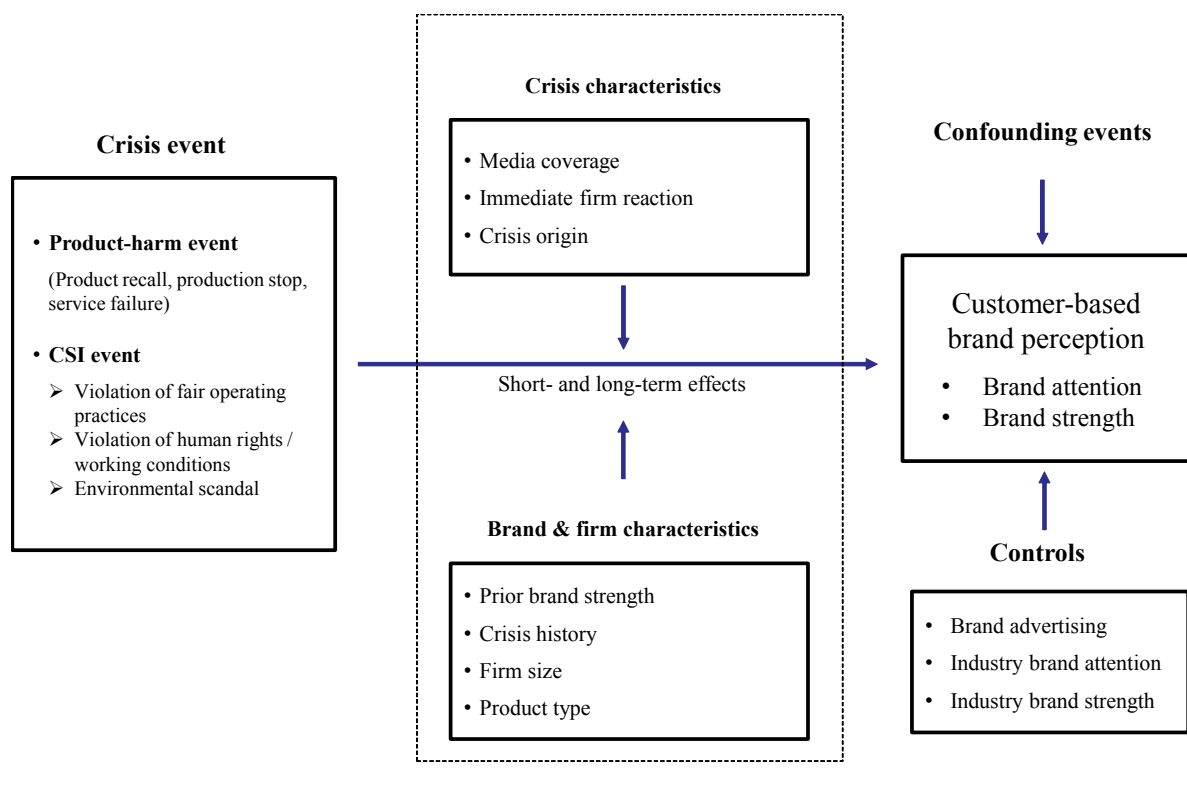 Crisis event
• Product-harm event
(Product recall, production stop,
service failure)
• CSI event
➢ Violation of fair operating
practices
➢ Violation of human rights /
working conditions
➢ Environmental scandal
Crisis characteristics
• Media coverage
• Immediate firm reaction
• Crisis origin
Short- and long-term effects
Brand & firm characteristics
• Prior brand strength
• Crisis history
• Firm size
• Product type
Confounding events
Customer-based
brand perception
• Brand attention
• Brand strength
Controls
• Brand advertising
• Industry brand attention
• Industry brand strength